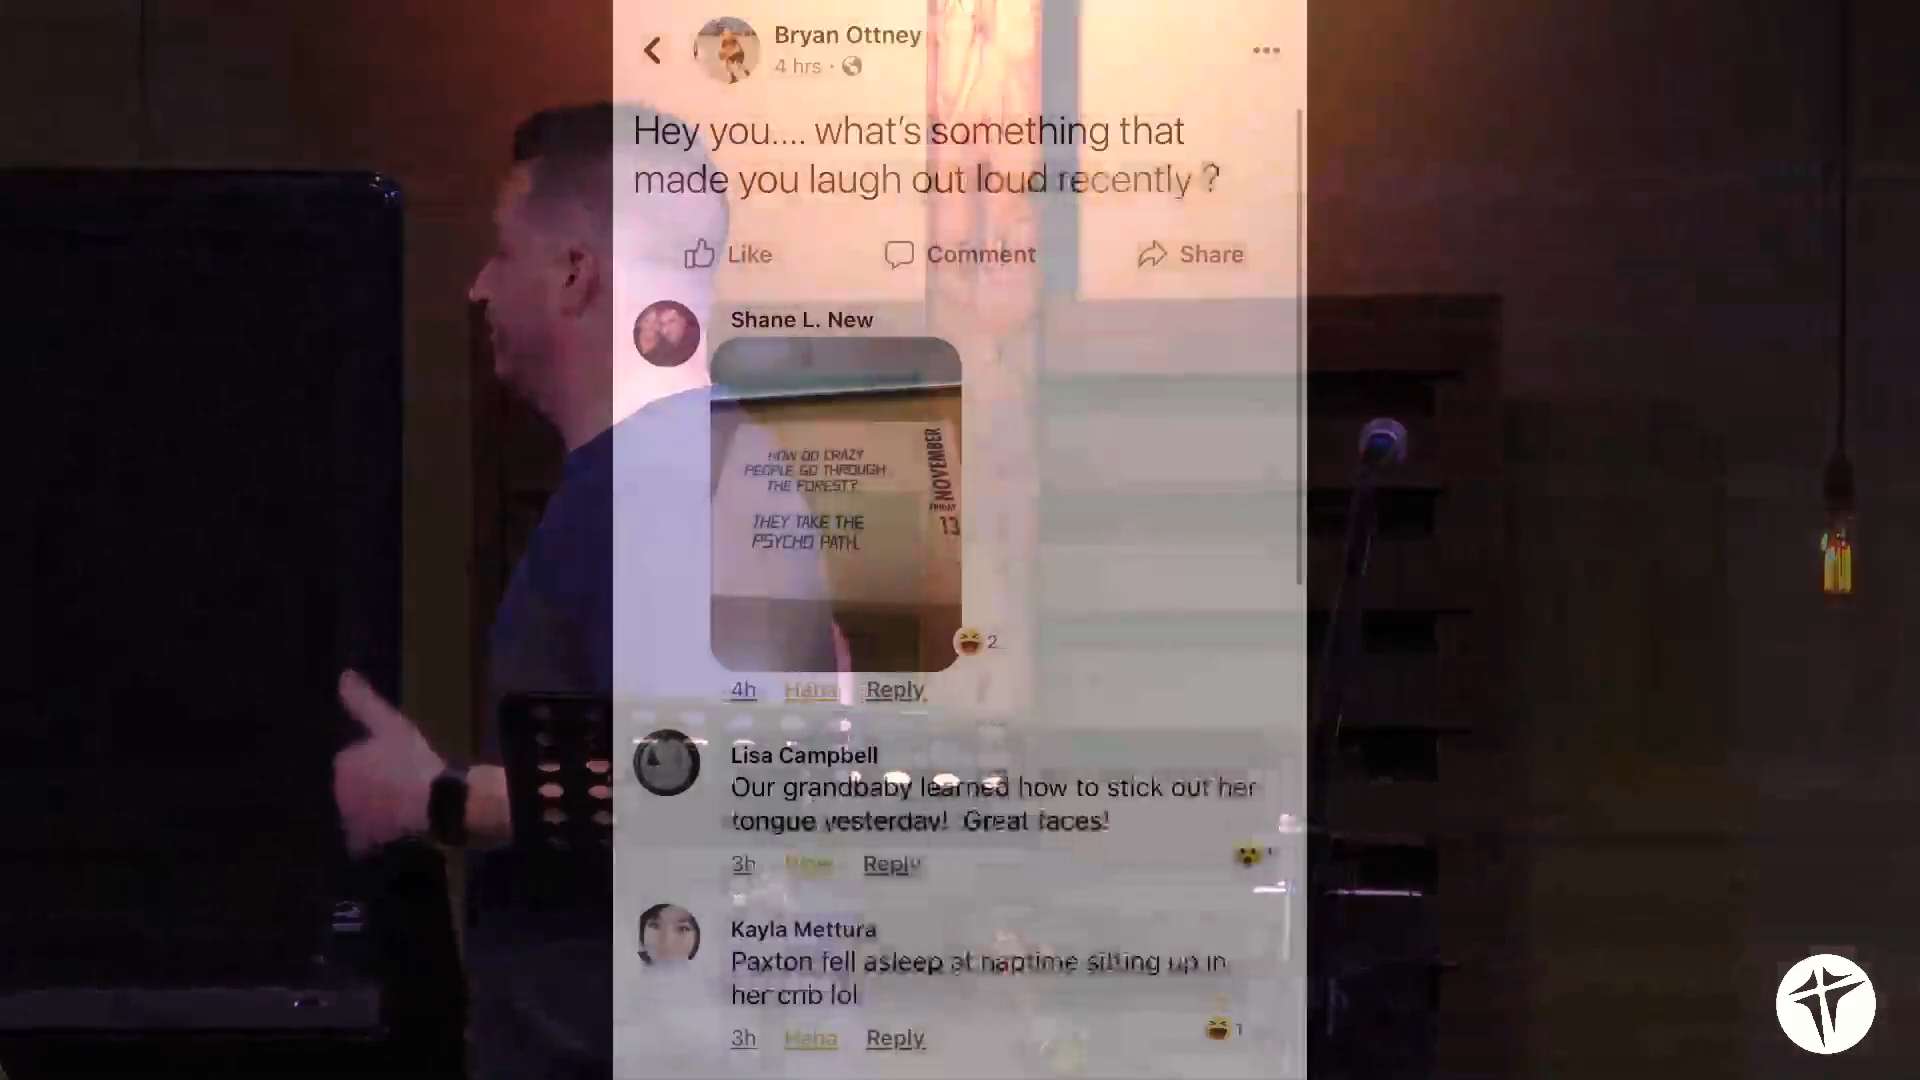 Bryan Ottney
4 hrs ·
Hey you.... what's something that
made you laugh out loud recently ?
Like
Comment
Share
Shane L. New
HOW DO CRAZY
PEOPLE GO THROUGH
THE FOREST?
THEY TAKE THE
PSYCHO PATH.
NOVEMBER
FRIDAY
13
2
4h Haha Reply
Lisa Campbell
Our grandbaby learned how to stick out her
tongue yesterday! Great faces!
3h Reply
Kayla Mettura
Paxton fell asleep at naptime sitting up in
her crib lol
3h Haha Reply
1